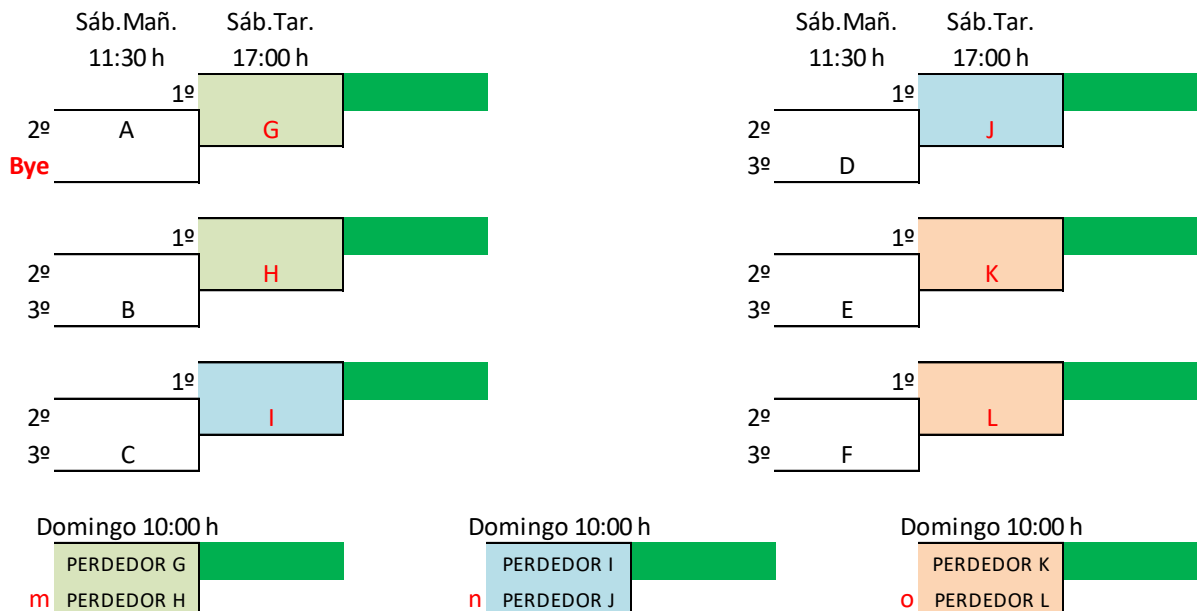 Sáb.Mañ. Sáb.Tar.
11:30 h 17:00 h
1º
2º A G
Bye
1º
2º H
3º B
1º
2º I
3º C
Sáb.Mañ. Sáb.Tar.
11:30 h 17:00 h
1º
2º J
3º D
1º
2º K
3º E
1º
2º L
3º F
Domingo 10:00 h
PERDEDOR G
m PERDEDOR H
Domingo 10:00 h
PERDEDOR I
n PERDEDOR J
Domingo 10:00 h
PERDEDOR K
o PERDEDOR L